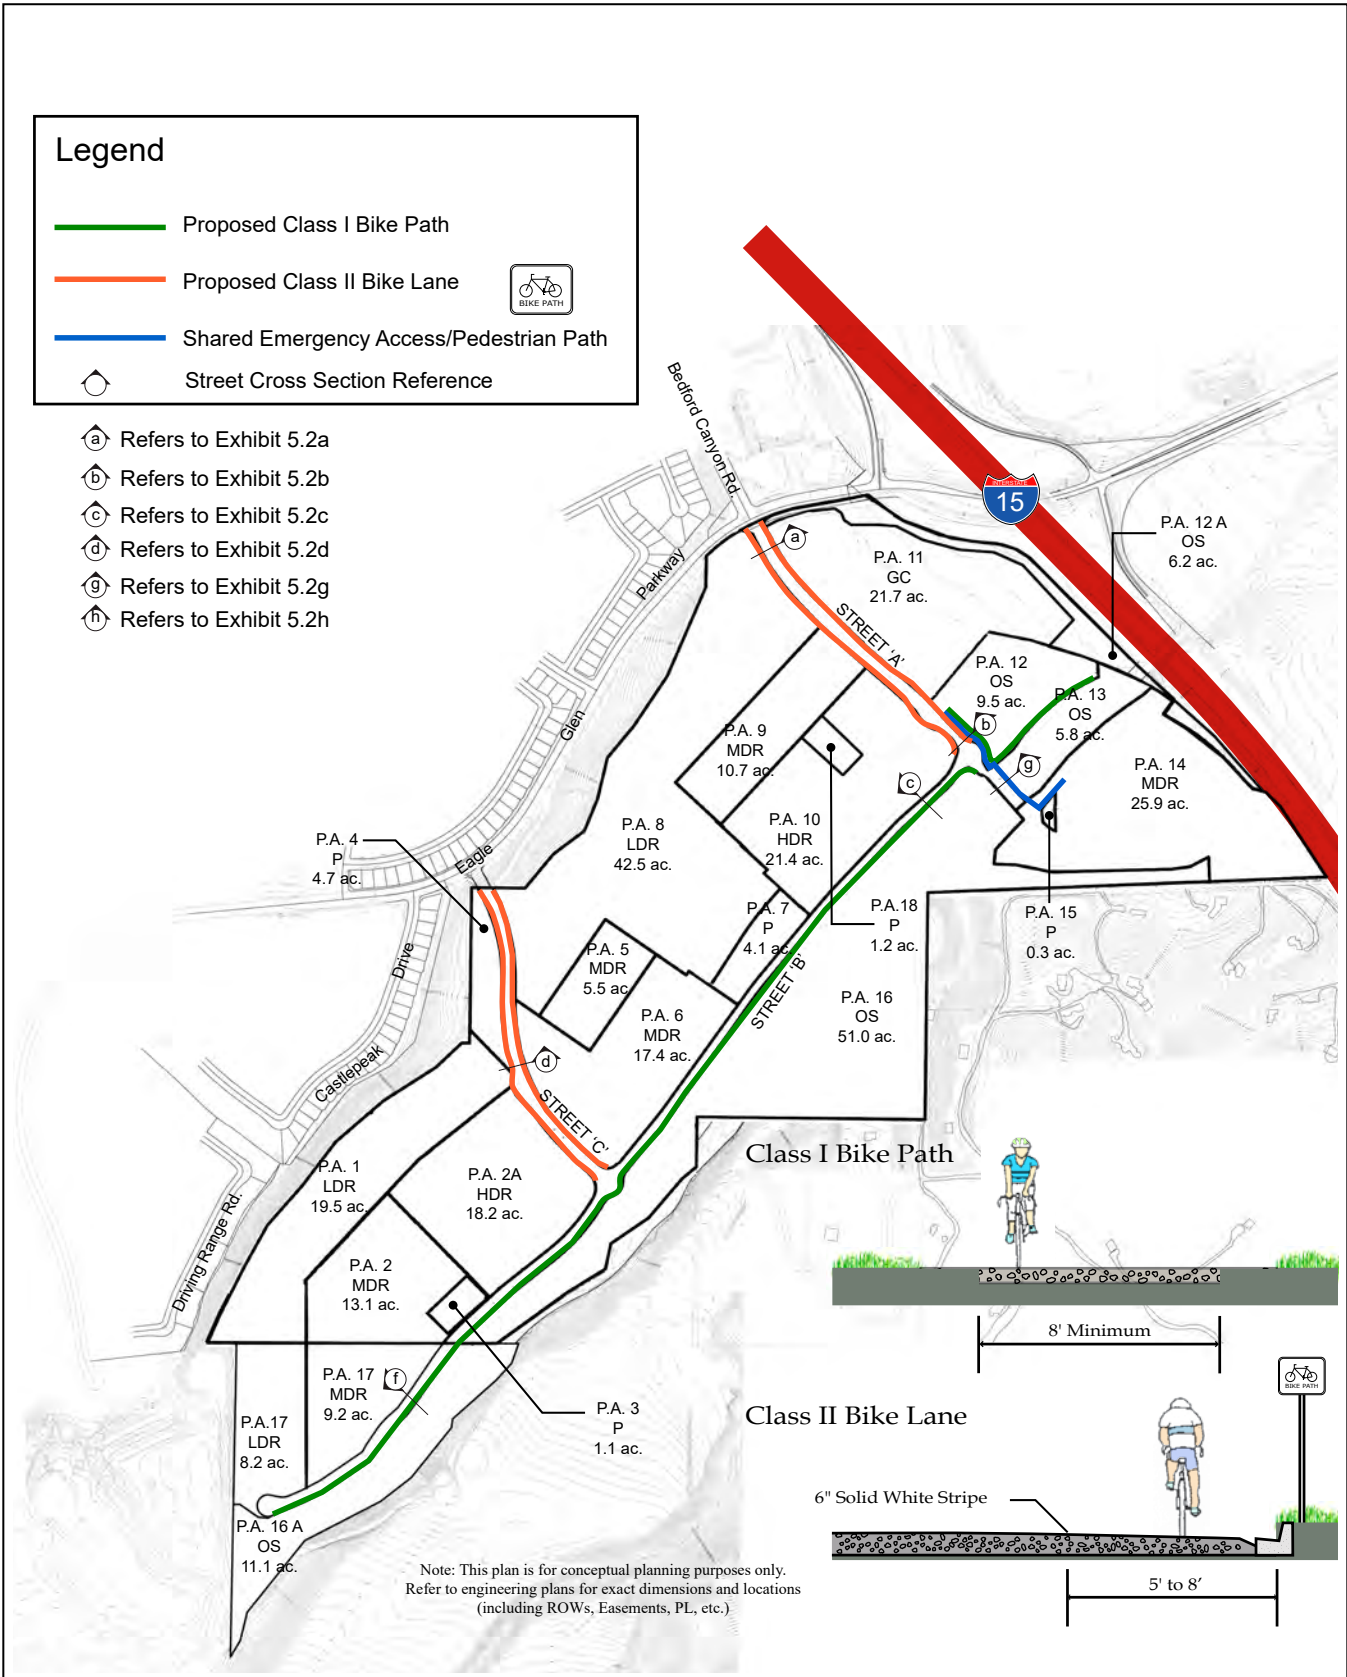 Legend
Proposed Class I Bike Path
Proposed Class II Bike Lane
BIKE PATH
Shared Emergency Access/Pedestrian Path
Street Cross Section Reference
a Refers to Exhibit 5.2a
b Refers to Exhibit 5.2b
c Refers to Exhibit 5.2c
d Refers to Exhibit 5.2d
g Refers to Exhibit 5.2g
h Refers to Exhibit 5.2h
Bedford Canyon Rd.
INTERSTATE
15
P.A. 12 A
OS
6.2 ac.
a
P.A. 11
GC
21.7 ac.
Parkway
STREET 'A'
P.A. 12
OS
9.5 ac.
P.A. 13
OS
5.8 ac.
b
g
c
Glen
P.A. 9
MDR
10.7 ac.
P.A. 14
MDR
25.9 ac.
P.A. 4
P
4.7 ac.
Eagle
P.A. 8
LDR
42.5 ac.
P.A. 10
HDR
21.4 ac.
P.A. 7
P
4.1 ac.
P.A.18
P
1.2 ac.
P.A. 15
P
0.3 ac.
Drive
P.A. 5
MDR
5.5 ac.
STREET 'B'
P.A. 16
OS
51.0 ac.
P.A. 6
MDR
17.4 ac.
d
Castlepeak
STREET 'C'
Class I Bike Path
P.A. 1
LDR
19.5 ac.
P.A. 2A
HDR
18.2 ac.
Driving Range Rd.
P.A. 2
MDR
13.1 ac.
8' Minimum
P.A. 17
MDR
9.2 ac.
f
BIKE PATH
P.A. 3
P
1.1 ac.
Class II Bike Lane
P.A.17
LDR
8.2 ac.
6" Solid White Stripe
P.A. 16 A
OS
11.1 ac.
Note: This plan is for conceptual planning purposes only.
Refer to engineering plans for exact dimensions and locations
(including ROWs, Easements, PL, etc.)
5' to 8'